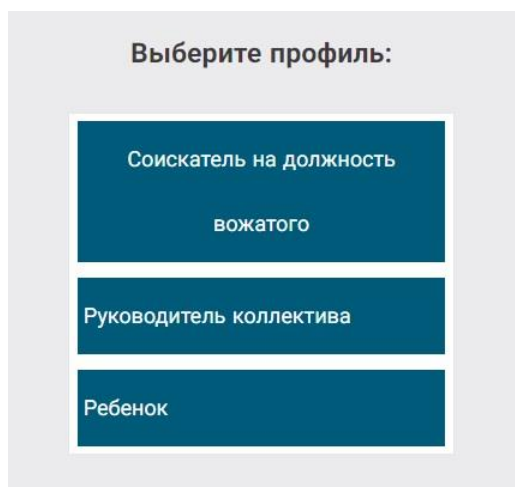 Выберите профиль:
Соискатель на должность
вожатого
Руководитель коллектива
Ребенок